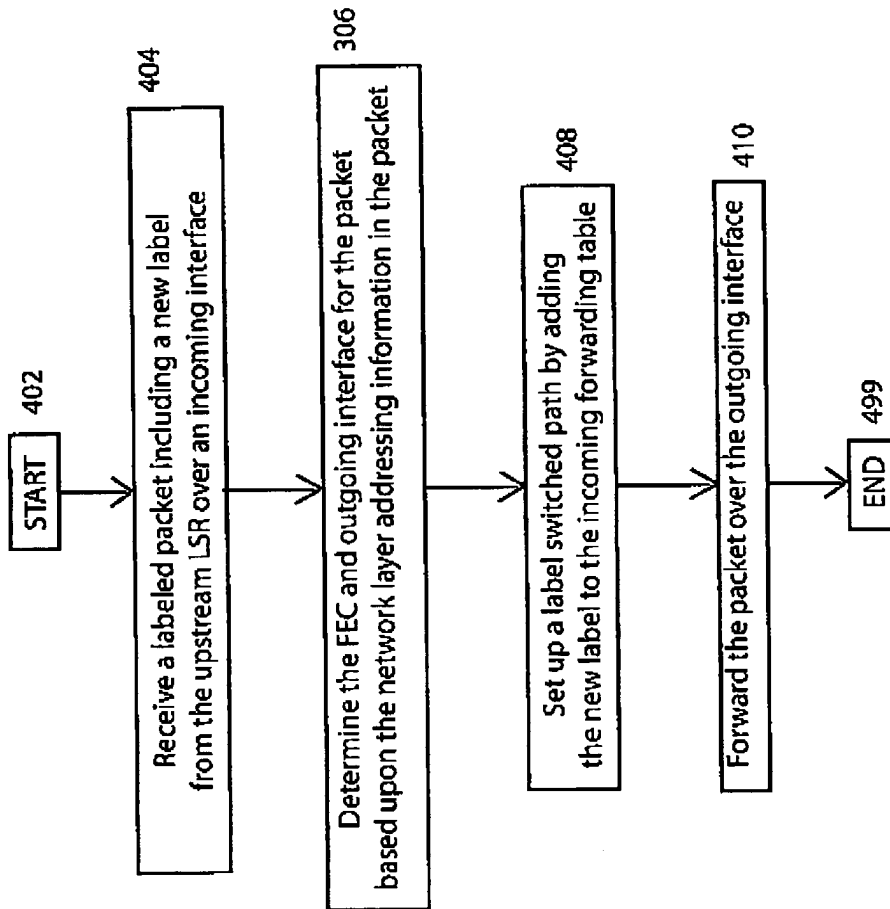 START 402
Receive a labeled packet including a new label
from the upstream LSR over an incoming interface
404
Determine the FEC and outgoing interface for the packet
based upon the network layer addressing information in the packet
306
Set up a label switched path by adding
the new label to the incoming forwarding table
408
Forward the packet over the outgoing interface
410
END 499